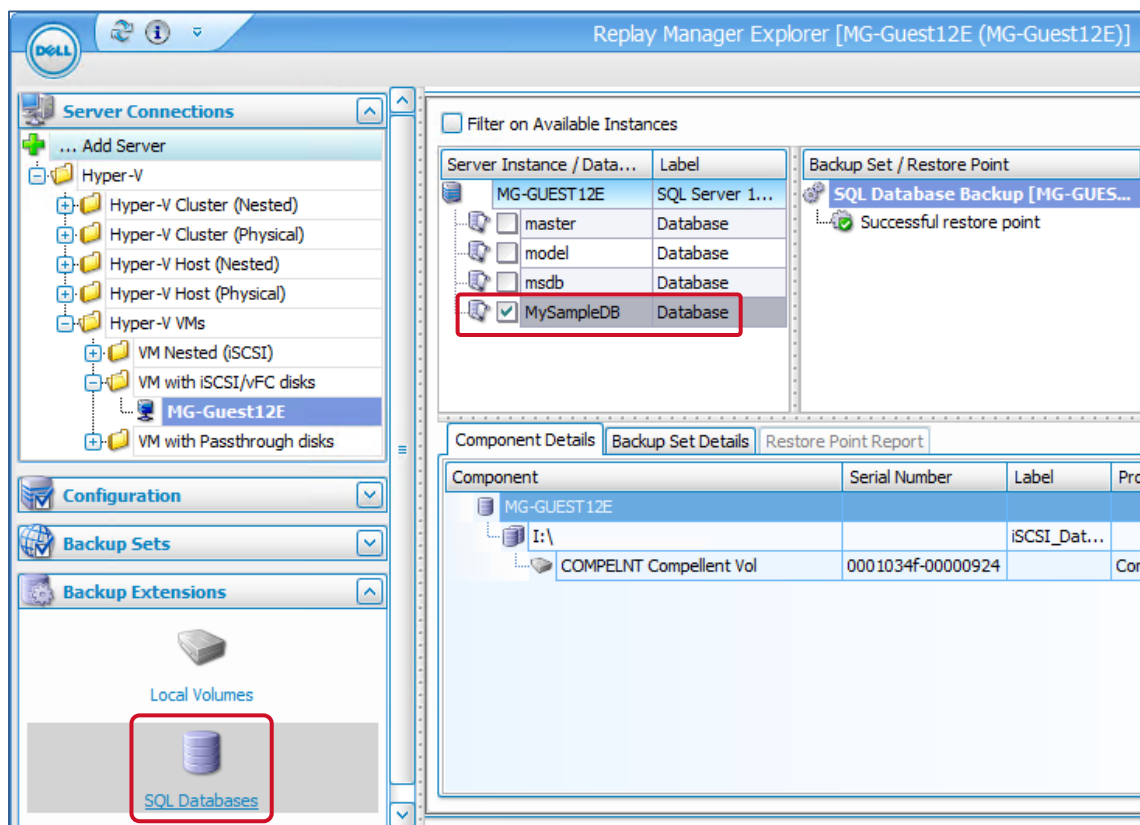 DELL
Replay Manager Explorer [MG-Guest12E (MG-Guest12E)]
Server Connections
... Add Server
Hyper-V
Hyper-V Cluster (Nested)
Hyper-V Cluster (Physical)
Hyper-V Host (Nested)
Hyper-V Host (Physical)
Hyper-V VMs
VM Nested (iSCSI)
VM with iSCSI/vFC disks
MG-Guest12E
VM with Passthrough disks
Configuration
Backup Sets
Backup Extensions
Local Volumes
SQL Databases
Filter on Available Instances
Server Instance / Data... Label
MG-GUEST12E SQL Server 1...
master Database
model Database
msdb Database
MySampleDB Database
Backup Set / Restore Point
SQL Database Backup [MG-GUES...
Successful restore point
Component Details Backup Set Details Restore Point Report
Component Serial Number Label Pro
MG-GUEST12E
I:\ iSCSI_Dat...
COMPELNT Compellent Vol 0001034f-00000924 Cor